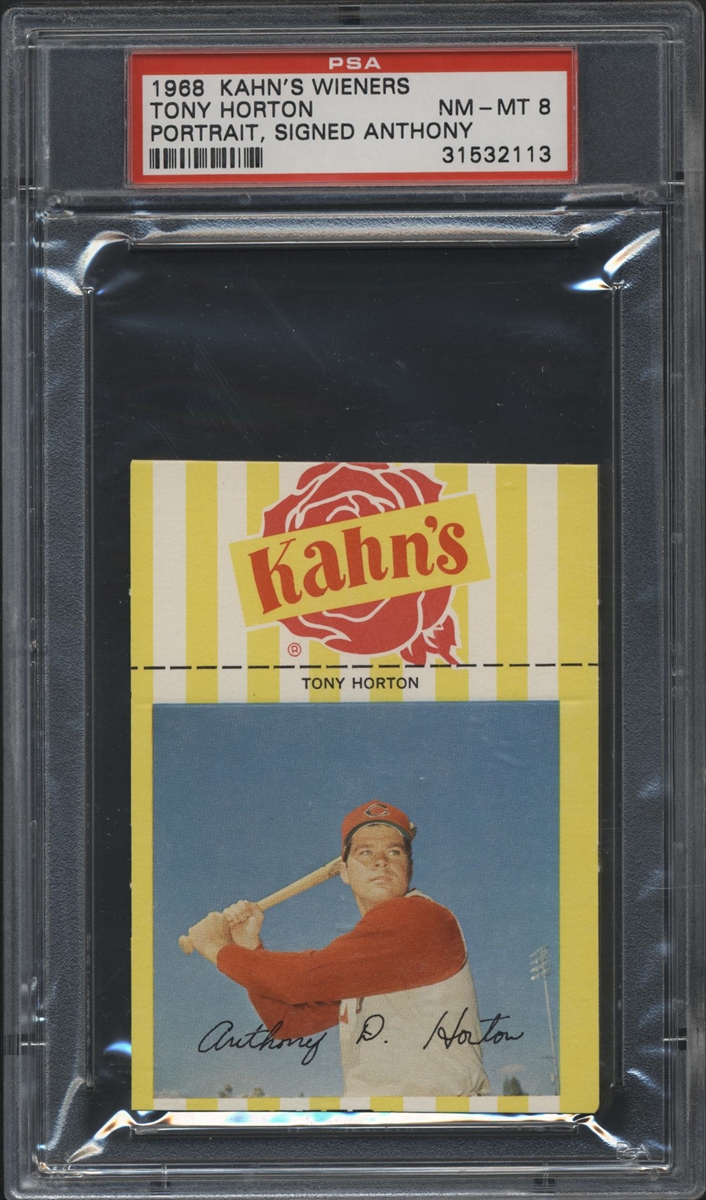 PSA
1968 KAHN'S WIENERS
TONY HORTON NM-MT 8
PORTRAIT, SIGNED ANTHONY
31532113
Kahn's
®
TONY HORTON
C
Anthony D. Horton